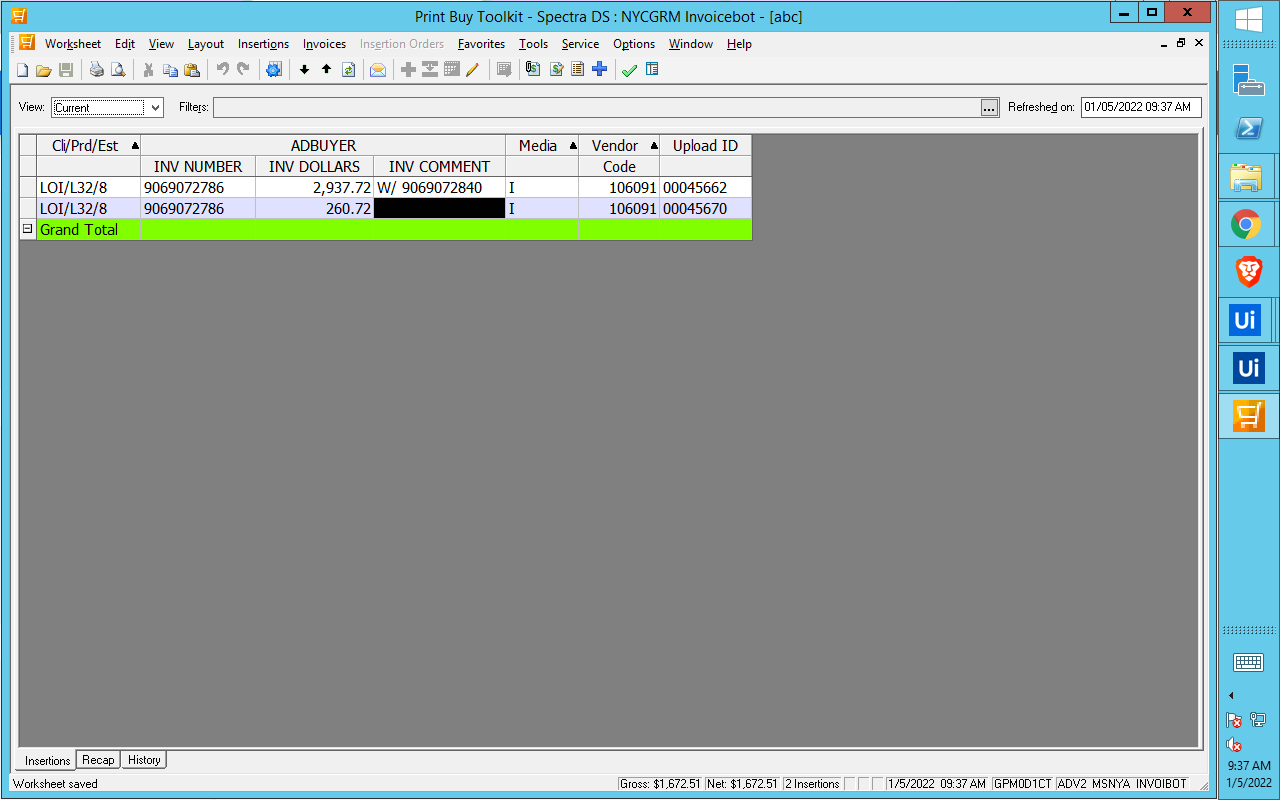 Print Buy Toolkit - Spectra DS : NYCGRM Invoicebot - [abc]
Worksheet Edit View Layout Insertions Invoices Insertion Orders Favorites Tools Service Options Window Help
View: Current Filters: ... Refreshed on: 01/05/2022 09:37 AM
Cli/Prd/Est ADBUYER Media Vendor Upload ID
INV NUMBER INV DOLLARS INV COMMENT Code
LOI/L32/8 9069072786 2,937.72 W/ 9069072840 I 106091 00045662
LOI/L32/8 9069072786 260.72 I 106091 00045670
Grand Total
Ui
Ui
Insertions Recap History
Worksheet saved Gross: $1,672.51 Net: $1,672.51 2 Insertions 1/5/2022 09:37 AM GPM0D1CT ADV2 MSNYA INVOIBOT
9:37 AM
1/5/2022